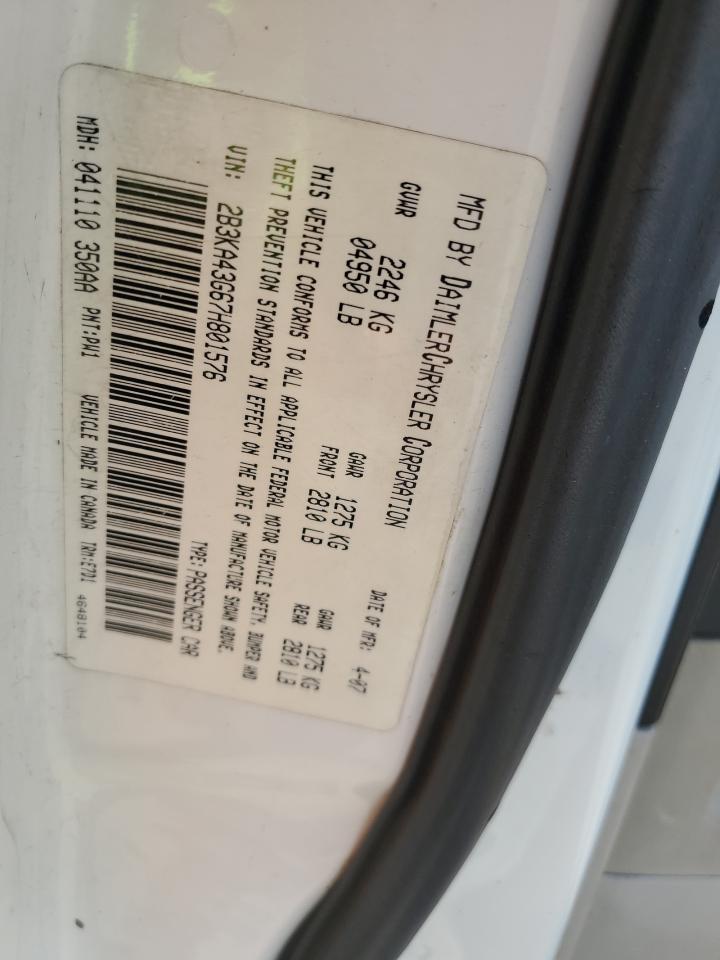 MFD BY DAIMLERCHRYSLER CORPORATION
DATE OF MFR: 4-07
GVWR 2246 KG
04950 LB
GAWR 1275 KG
FRONT 2810 LB
GAWR 1275 KG
REAR 2810 LB
THIS VEHICLE CONFORMS TO ALL APPLICABLE FEDERAL MOTOR VEHICLE SAFETY, BUMPER AND
THEFT PREVENTION STANDARDS IN EFFECT ON THE DATE OF MANUFACTURE SHOWN ABOVE.
VIN: 2B3KA43G67H801576
TYPE: PASSENGER CAR
MDH: 041110 350AA PNT:PW1 VEHICLE MADE IN CANADA TRM:E7D1 4648104